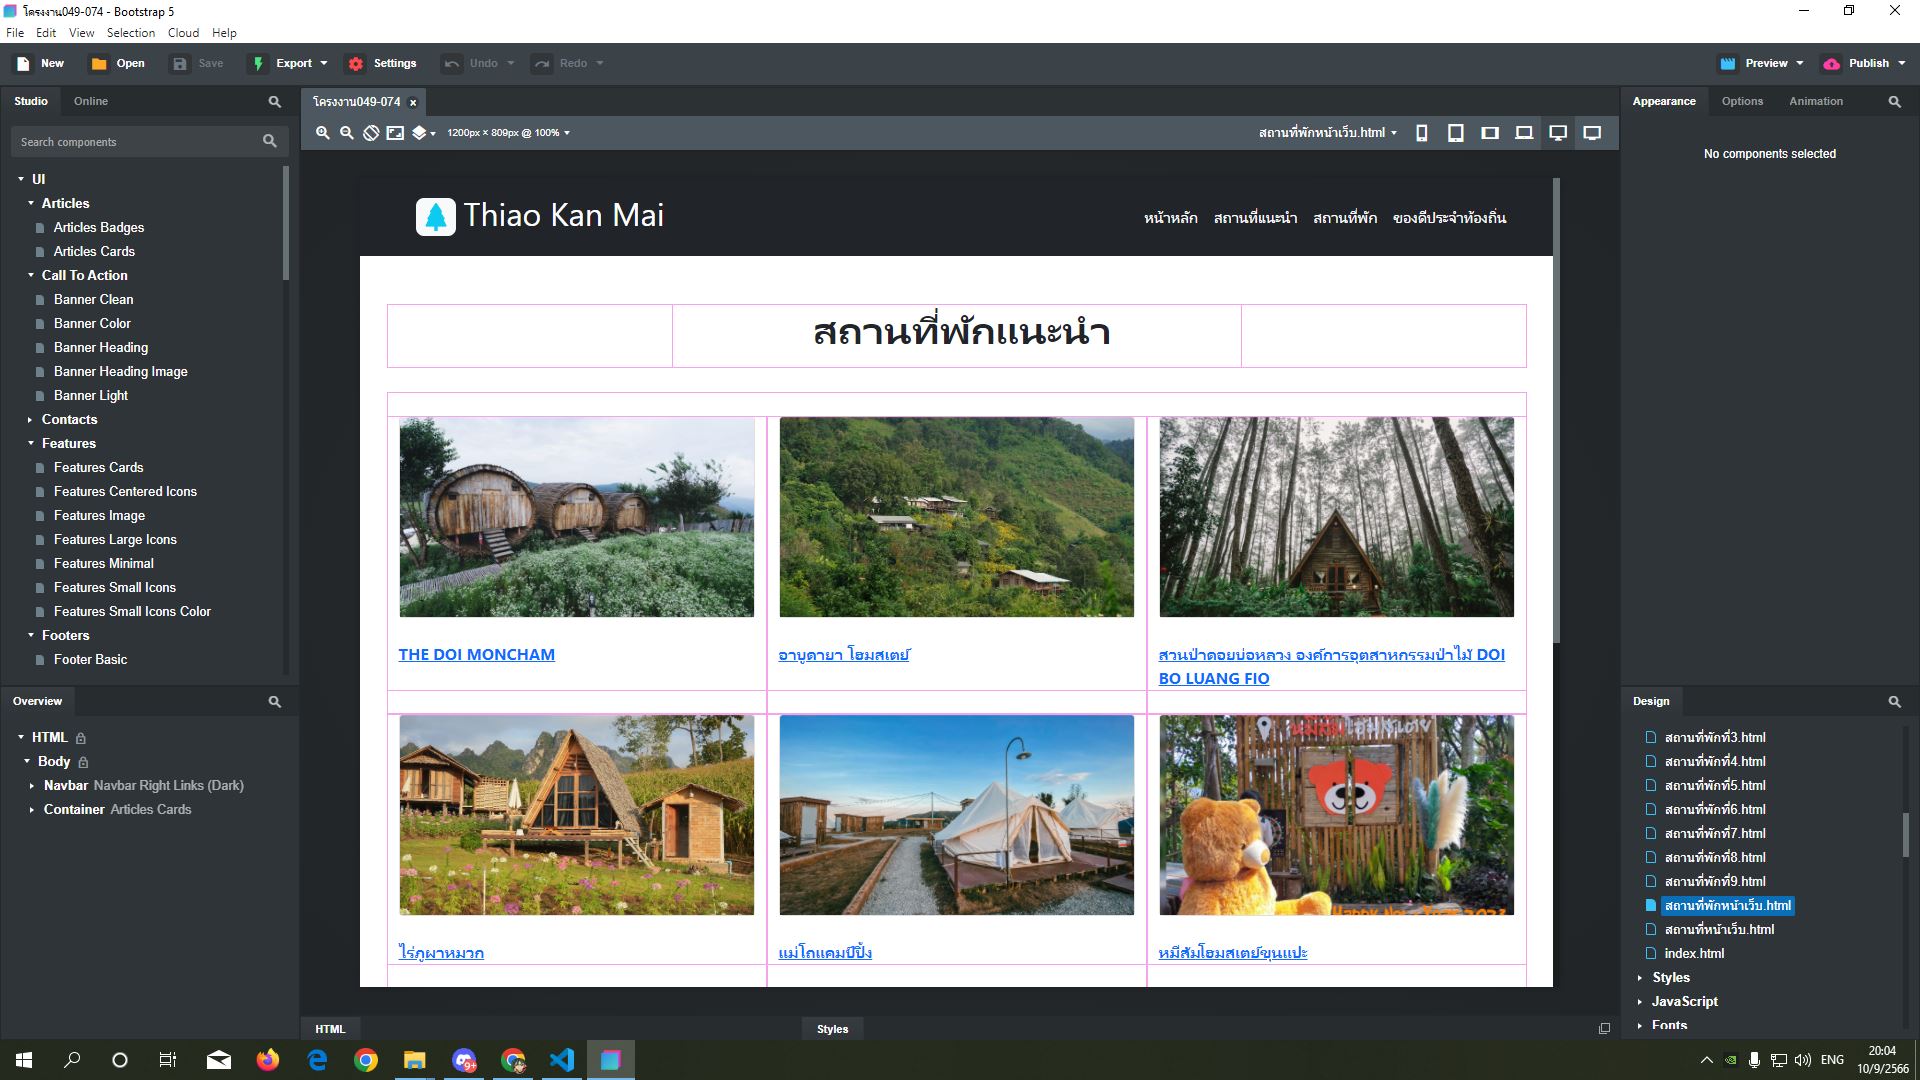 โครงงาน049-074 - Bootstrap 5
File Edit View Selection Cloud Help
New Open Save Export Settings Undo Redo Preview Publish
Studio Online
โครงงาน049-074
Appearance Options Animation
Search components
1200px × 809px @ 100%
สถานที่พักหน้าเว็บ.html
No components selected
UI
Articles
Articles Badges
Articles Cards
Call To Action
Banner Clean
Banner Color
Banner Heading
Banner Heading Image
Banner Light
Contacts
Features
Features Cards
Features Centered Icons
Features Image
Features Large Icons
Features Minimal
Features Small Icons
Features Small Icons Color
Footers
Footer Basic
Overview
HTML
Body
Navbar Navbar Right Links (Dark)
Container Articles Cards
Thiao Kan Mai
หน้าหลัก สถานที่แนะนำ สถานที่พัก ของดีประจำท้องถิ่น
สถานที่พักแนะนำ
THE DOI MONCHAM
อาบูดายา โฮมสเตย์
สวนป่าดอยบ่อหลวง องค์การอุตสาหกรรมป่าไม้ DOI
BO LUANG FIO
ไร่ภูผาหมวก
แม่โถแคมป์ปิ้ง
หมีส้มโฮมสเตย์ขุนแปะ
HTML
Styles
Design
สถานที่พักที่3.html
สถานที่พักที่4.html
สถานที่พักที่5.html
สถานที่พักที่6.html
สถานที่พักที่7.html
สถานที่พักที่8.html
สถานที่พักที่9.html
สถานที่พักหน้าเว็บ.html
สถานที่หน้าเว็บ.html
index.html
Styles
JavaScript
Fonts
9+
ENG
20:04
10/9/2566